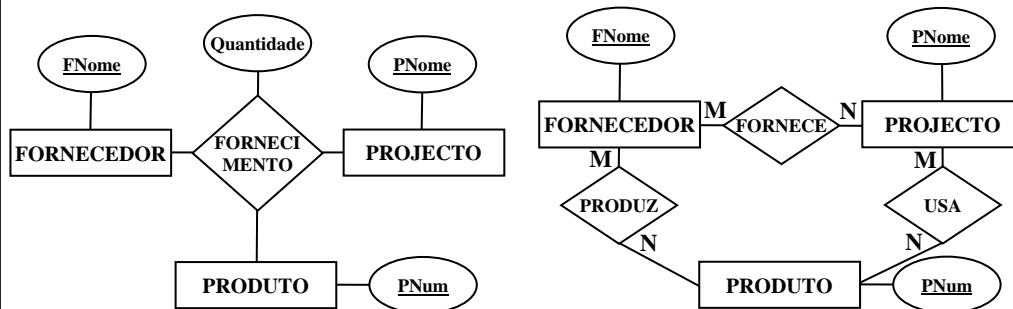 Quantidade
FNome
PNome
FORNECEDOR
FORNECI
MENTO
PROJECTO
PRODUTO
PNum
FNome
PNome
FORNECEDOR
M
FORNECE
N
PROJECTO
M
M
PRODUZ
USA
N
N
PRODUTO
PNum